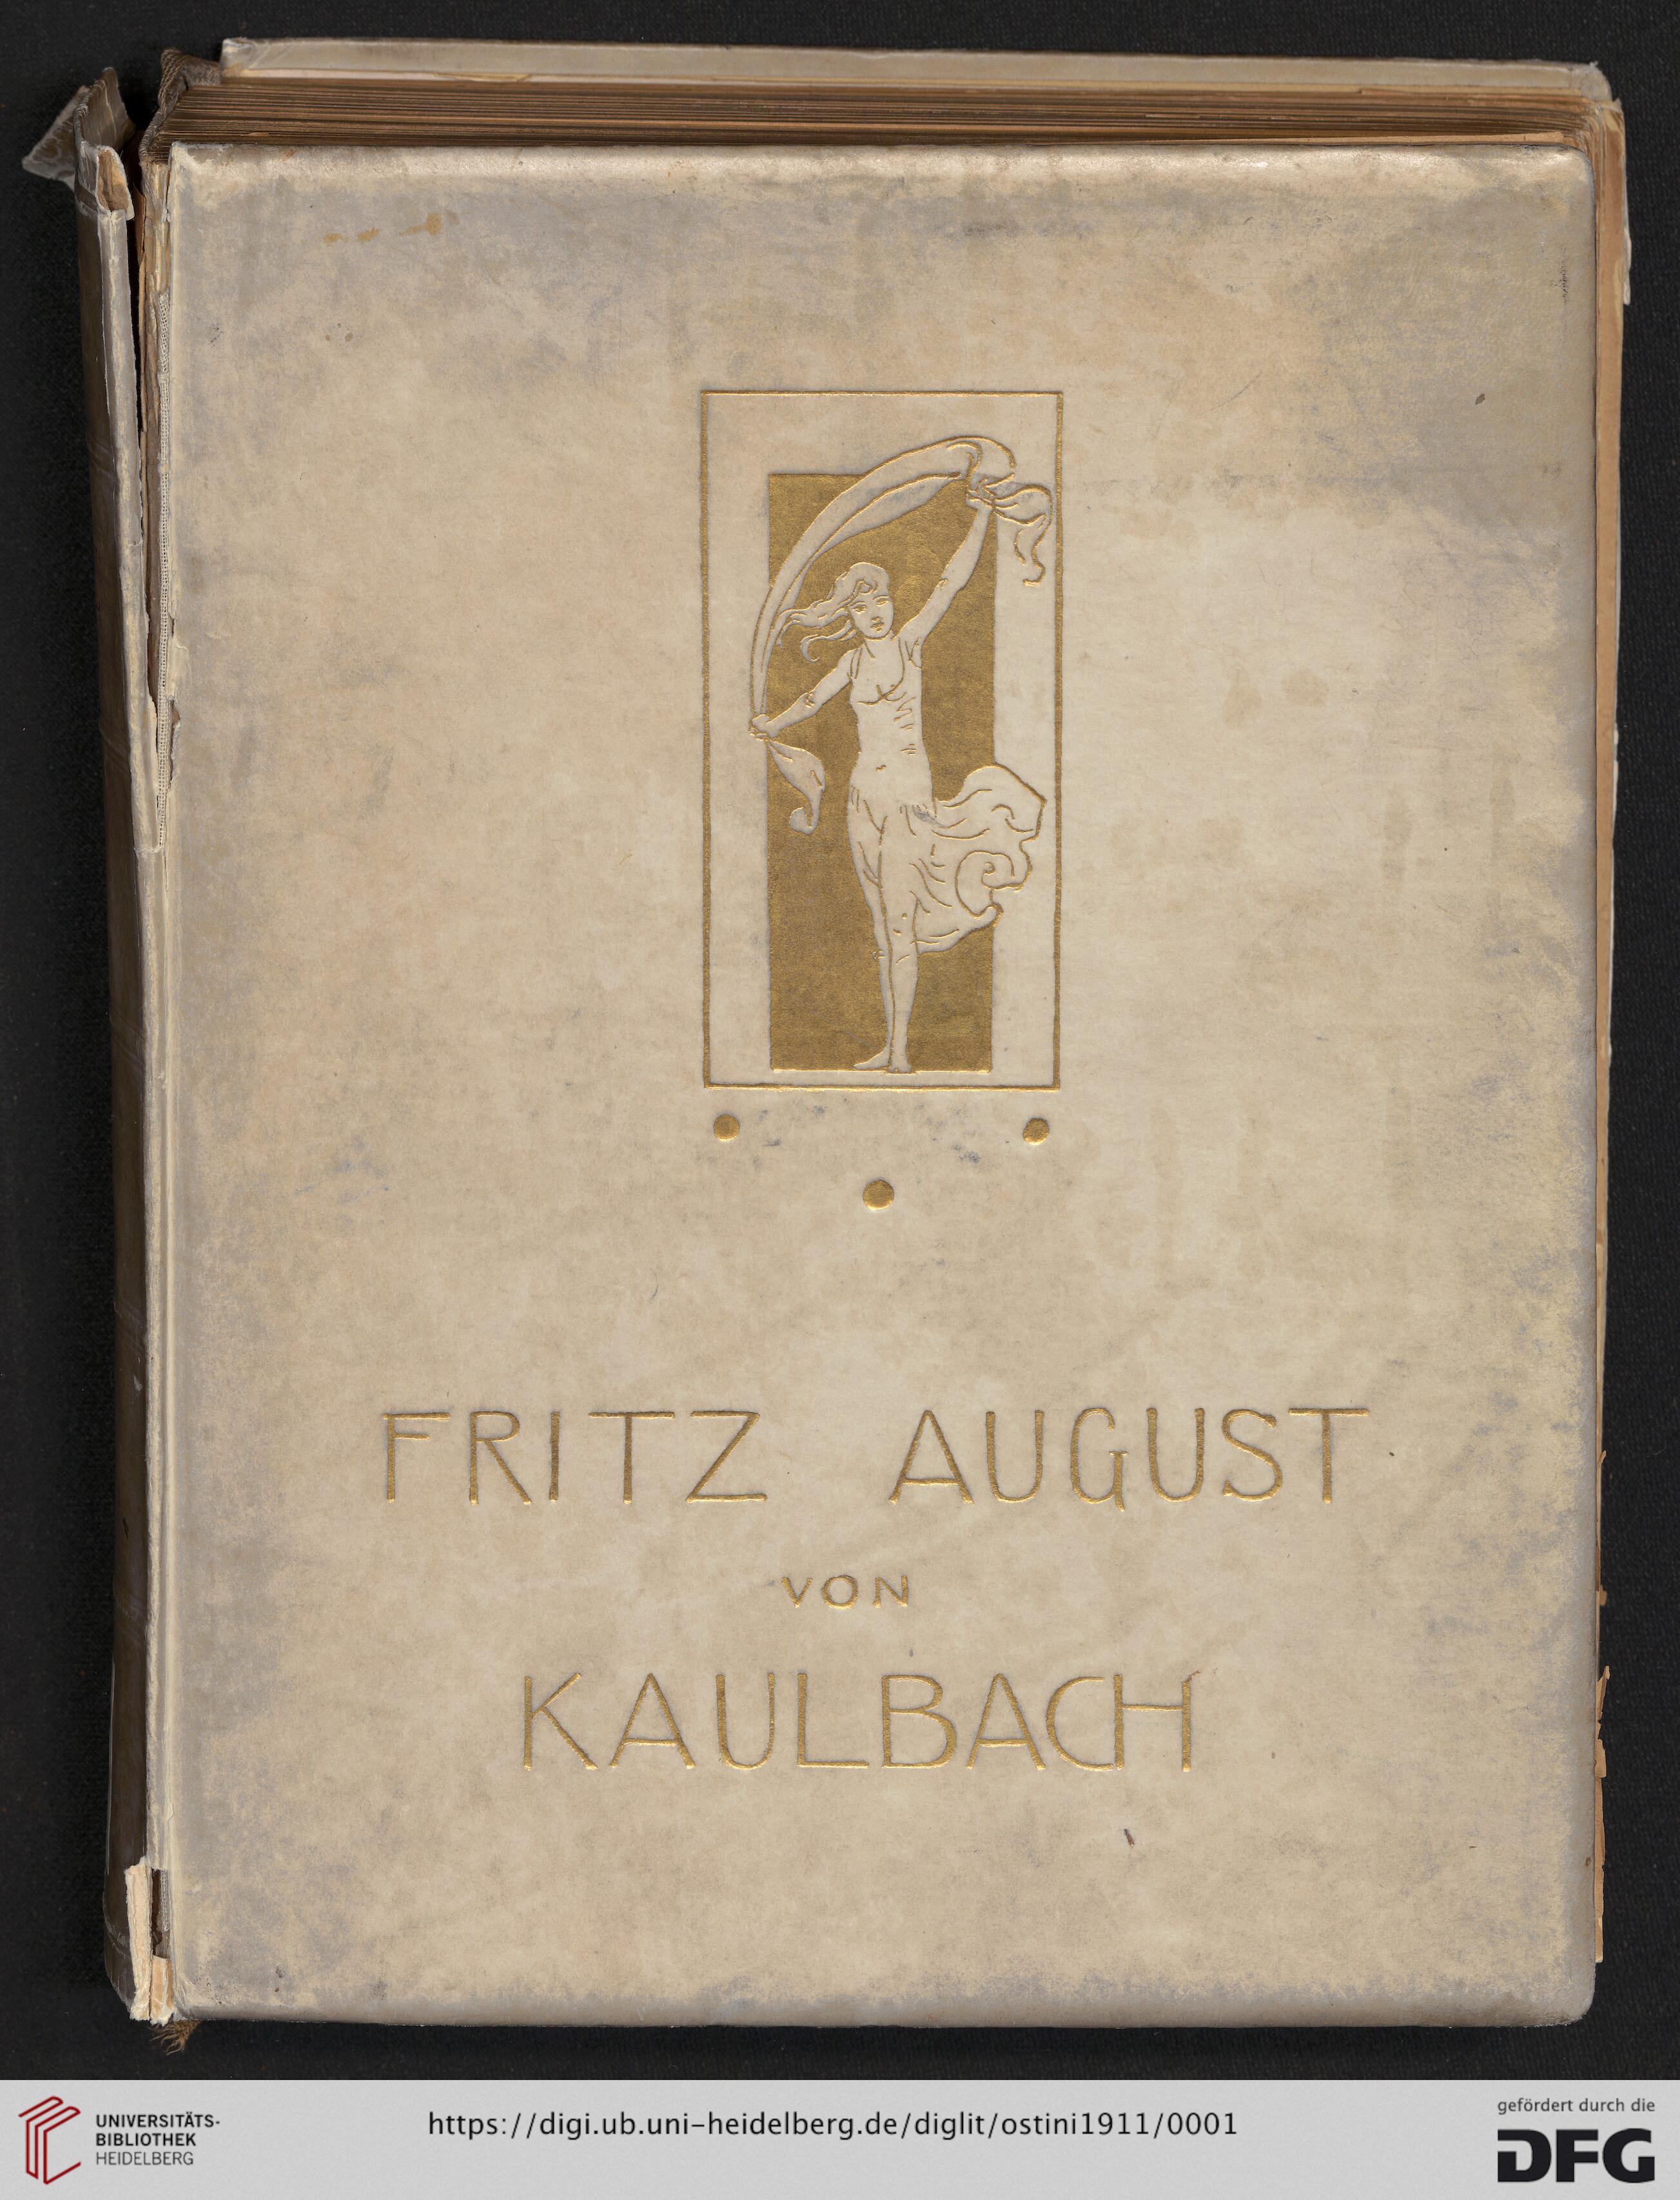 FRITZ AUGUST
VON
KAULBACH
UNIVERSITÄTS-
BIBLIOTHEK
HEIDELBERG
https://digi.ub.uni-heidelberg.de/diglit/ostini1911/0001
gefördert durch die
DFG